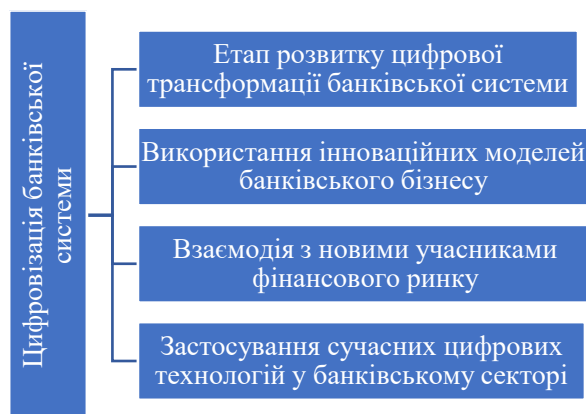 Цифровізація банківської
системи
Етап розвитку цифрової
трансформації банківської системи
Використання інноваційних моделей
банківського бізнесу
Взаємодія з новими учасниками
фінансового ринку
Застосування сучасних цифрових
технологій у банківському секторі